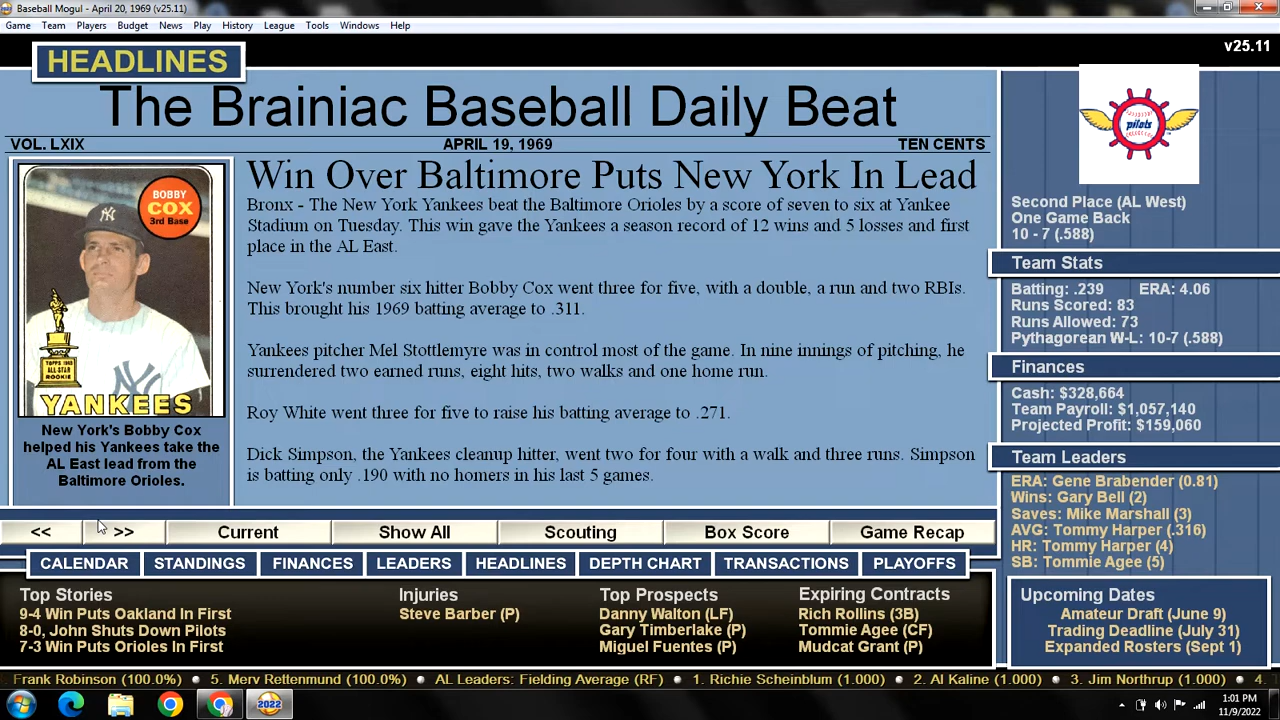 Baseball Mogul - April 20, 1969 (v25.11)
Game Team Players Budget News Play History League Tools Windows Help
HEADLINES
v25.11
The Brainiac Baseball Daily Beat
VOL. LXIX APRIL 19, 1969 TEN CENTS
BOBBY
COX
3rd Base
TOPPS 1968
ALL-STAR
ROOKIE
YANKEES
New York's Bobby Cox
helped his Yankees take the
AL East lead from the
Baltimore Orioles.
Win Over Baltimore Puts New York In Lead
Bronx - The New York Yankees beat the Baltimore Orioles by a score of seven to six at Yankee
Stadium on Tuesday. This win gave the Yankees a season record of 12 wins and 5 losses and first
place in the AL East.
New York's number six hitter Bobby Cox went three for five, with a double, a run and two RBIs.
This brought his 1969 batting average to .311.
Yankees pitcher Mel Stottlemyre was in control most of the game. In nine innings of pitching, he
surrendered two earned runs, eight hits, two walks and one home run.
Roy White went three for five to raise his batting average to .271.
Dick Simpson, the Yankees cleanup hitter, went two for four with a walk and three runs. Simpson
is batting only .190 with no homers in his last 5 games.
pilots
Second Place (AL West)
One Game Back
10 - 7 (.588)
Team Stats
Batting: .239 ERA: 4.06
Runs Scored: 83
Runs Allowed: 73
Pythagorean W-L: 10-7 (.588)
Finances
Cash: $328,664
Team Payroll: $1,057,140
Projected Profit: $159,060
Team Leaders
ERA: Gene Brabender (0.81)
Wins: Gary Bell (2)
Saves: Mike Marshall (3)
AVG: Tommy Harper (.316)
HR: Tommy Harper (4)
SB: Tommie Agee (5)
<< >> Current Show All Scouting Box Score Game Recap
CALENDAR STANDINGS FINANCES LEADERS HEADLINES DEPTH CHART TRANSACTIONS PLAYOFFS
Top Stories
9-4 Win Puts Oakland In First
8-0, John Shuts Down Pilots
7-3 Win Puts Orioles In First
Injuries
Steve Barber (P)
Top Prospects
Danny Walton (LF)
Gary Timberlake (P)
Miguel Fuentes (P)
Expiring Contracts
Rich Rollins (3B)
Tommie Agee (CF)
Mudcat Grant (P)
Upcoming Dates
Amateur Draft (June 9)
Trading Deadline (July 31)
Expanded Rosters (Sept 1)
Frank Robinson (100.0%) • 5. Merv Rettenmund (100.0%) • AL Leaders: Fielding Average (RF) • 1. Richie Scheinblum (1.000) • 2. Al Kaline (1.000) • 3. Jim Northrup (1.000) • 4.
2022
1:01 PM
11/9/2022